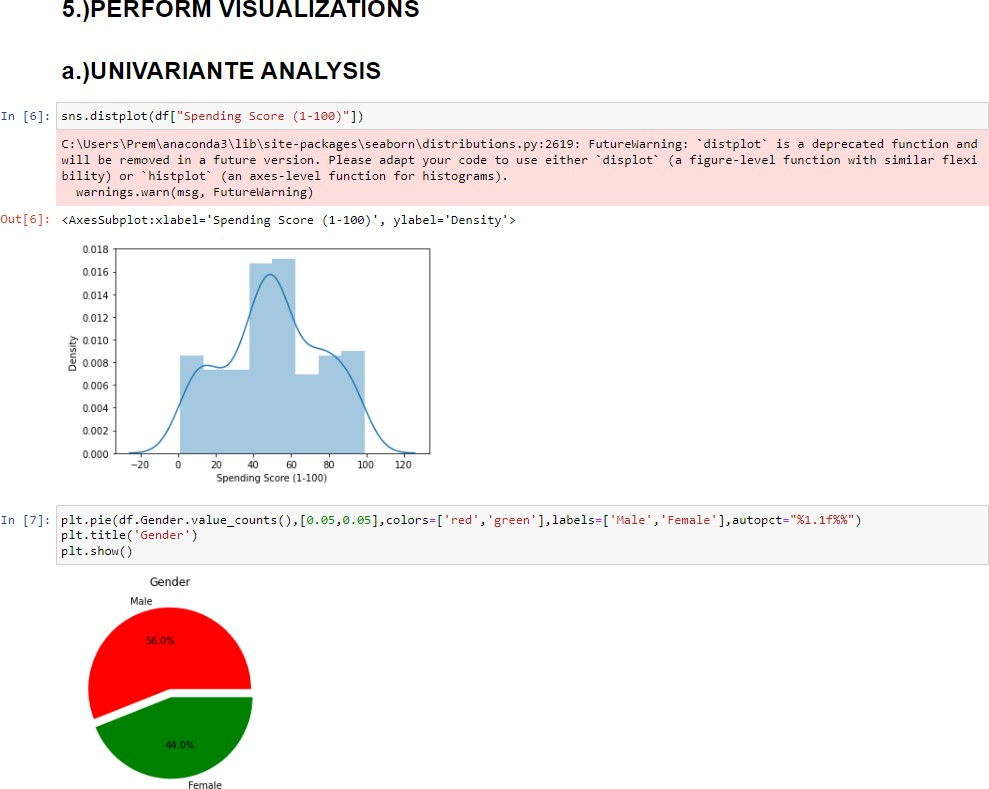 5.)PERFORM VISUALIZATIONS
a.)UNIVARIANTE ANALYSIS
In [6]: sns.distplot(df["Spending Score (1-100)"])
C:\Users\Prem\anaconda3\lib\site-packages\seaborn\distributions.py:2619: FutureWarning: `distplot` is a deprecated function and
will be removed in a future version. Please adapt your code to use either `displot` (a figure-level function with similar flexi
bility) or `histplot` (an axes-level function for histograms).
warnings.warn(msg, FutureWarning)
Out[6]: <AxesSubplot:xlabel='Spending Score (1-100)', ylabel='Density'>
0.018
0.016
0.014
0.012
0.010
0.008
0.006
0.004
0.002
0.000
Density
−20 0 20 40 60 80 100 120
Spending Score (1-100)
In [7]: plt.pie(df.Gender.value_counts(),[0.05,0.05],colors=['red','green'],labels=['Male','Female'],autopct="%1.1f%%")
plt.title('Gender')
plt.show()
Gender
Male
56.0%
44.0%
Female